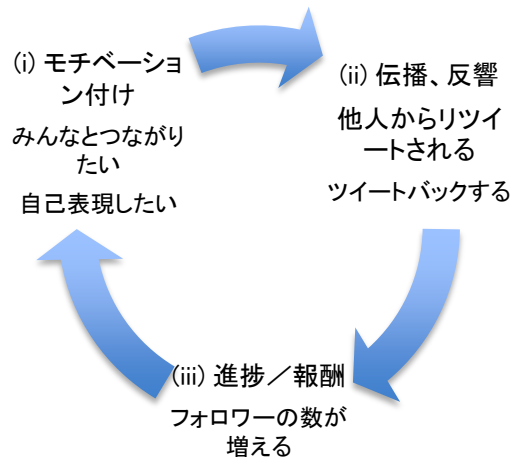 (i) モチベーショ
ン付け
みんなとつながり
たい
自己表現したい
(ii) 伝播、反響
他人からリツイ
ートされる
ツイートバックする
(iii) 進捗／報酬
フォロワーの数が
増える